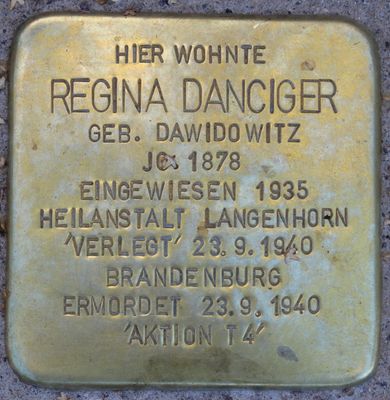 HIER WOHNTE
REGINA DANCIGER
GEB. DAWIDOWITZ
JG. 1878
EINGEWIESEN 1935
HEILANSTALT LANGENHORN
'VERLEGT' 23.9.1940
BRANDENBURG
ERMORDET 23.9.1940
'AKTION T4'